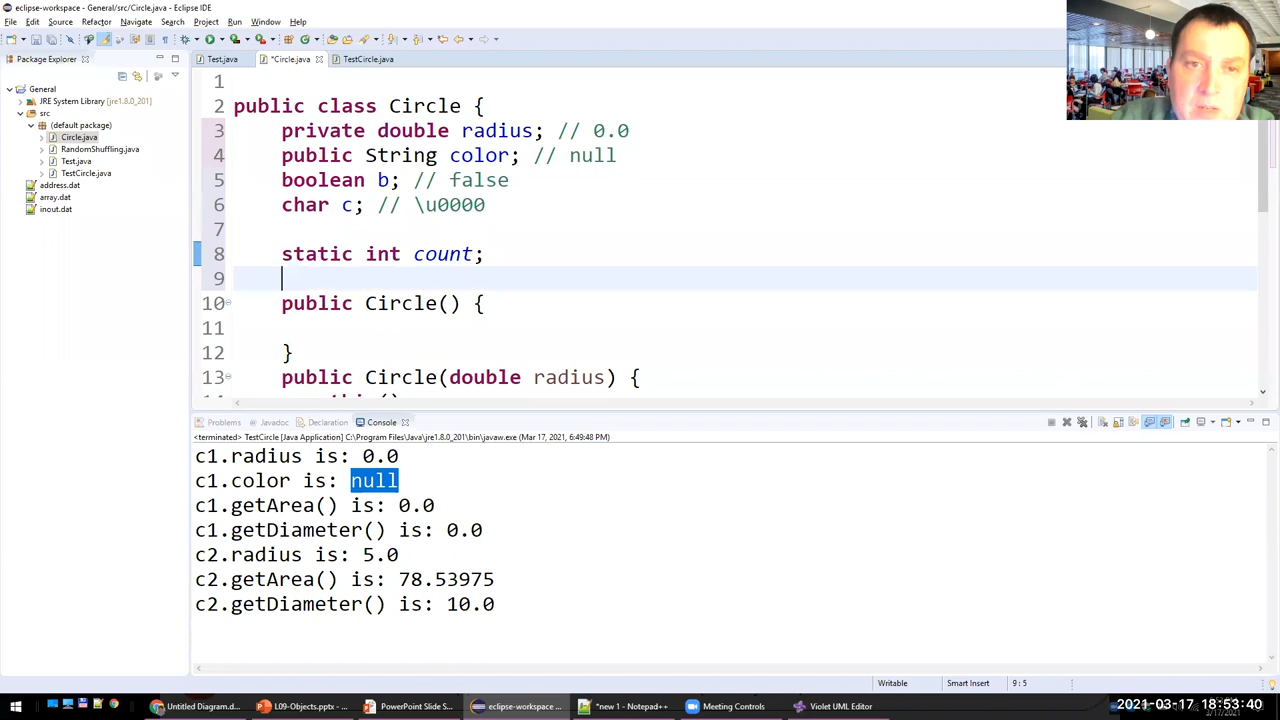 eclipse-workspace - General/src/Circle.java - Eclipse IDE
File Edit Source Refactor Navigate Search Project Run Window Help
Package Explorer
Test.java *Circle.java TestCircle.java
General
JRE System Library [jre1.8.0_201]
src
(default package)
Circle.java
RandomShuffling.java
Test.java
TestCircle.java
address.dat
array.dat
inout.dat
1
2 public class Circle {
3 private double radius; // 0.0
4 public String color; // null
5 boolean b; // false
6 char c; // \u0000
7
8 static int count;
9
10 public Circle() {
11
12 }
13 public Circle(double radius) {
Problems Javadoc Declaration Console
<terminated> TestCircle [Java Application] C:\Program Files\Java\jre1.8.0_201\bin\javaw.exe (Mar 17, 2021, 6:49:48 PM)
c1.radius is: 0.0
c1.color is: null
c1.getArea() is: 0.0
c1.getDiameter() is: 0.0
c2.radius is: 5.0
c2.getArea() is: 78.53975
c2.getDiameter() is: 10.0
Writable Smart Insert 9 : 5
Untitled Diagram.d... L09-Objects.pptx - ... PowerPoint Slide S... eclipse-workspace ... *new 1 - Notepad++ Meeting Controls Violet UML Editor
2021-03-17 18:53:40